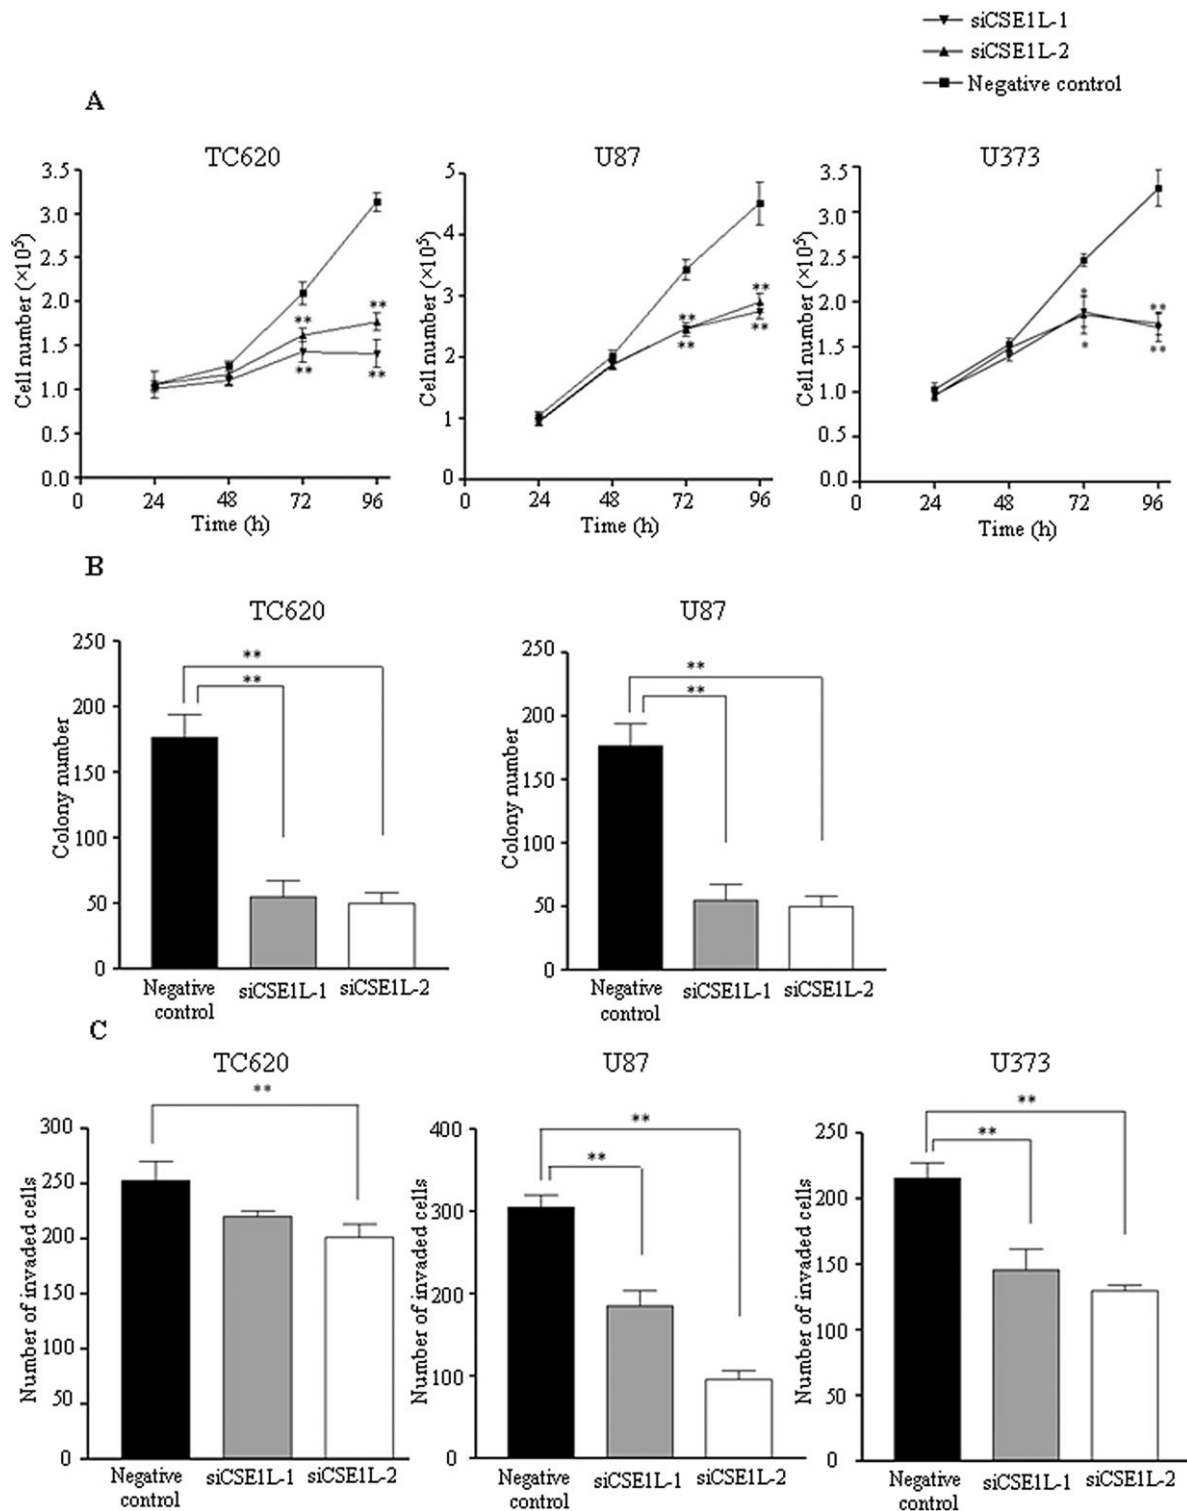 siCSE1L-1
siCSE1L-2
Negative control
A
TC620
U87
U373
Cell number (×10⁵)
3.5
3.0
2.5
2.0
1.5
1.0
0.5
0.0
0 24 48 72 96
Time (h)
** ** ** **
Cell number (×10⁵)
5
4
3
2
1
0
0 24 48 72 96
Time (h)
** ** ** **
Cell number (×10⁵)
3.5
3.0
2.5
2.0
1.5
1.0
0.5
0.0
0 24 48 72 96
Time (h)
* ** * **
B
TC620
Colony number
250
200
150
100
50
0
**
**
Negative control
siCSE1L-1
siCSE1L-2
U87
Colony number
250
200
150
100
50
0
**
**
Negative control
siCSE1L-1
siCSE1L-2
C
TC620
Number of invaded cells
300
250
200
150
100
50
0
**
Negative control
siCSE1L-1
siCSE1L-2
U87
Number of invaded cells
400
300
200
100
0
**
**
Negative control
siCSE1L-1
siCSE1L-2
U373
Number of invaded cells
250
200
150
100
50
0
**
**
Negative control
siCSE1L-1
siCSE1L-2